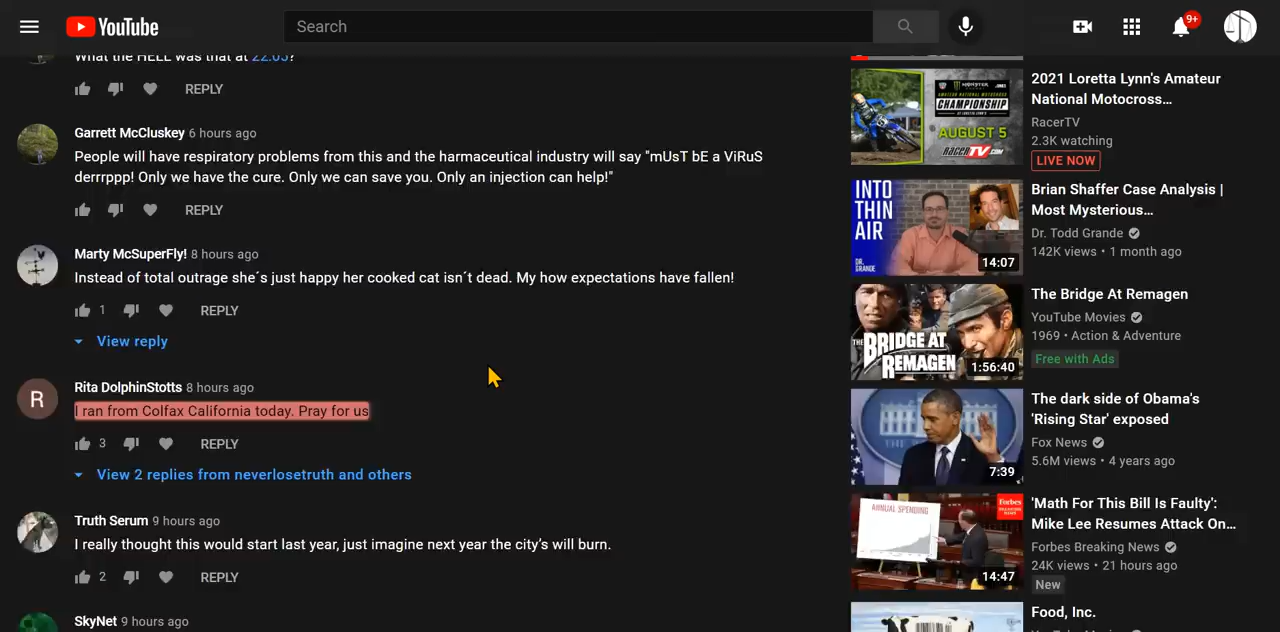 YouTube
Search
9+
What the HELL was that at 22:05?
REPLY
Garrett McCluskey 6 hours ago
People will have respiratory problems from this and the harmaceutical industry will say "mUsT bE a ViRuS
derrrppp! Only we have the cure. Only we can save you. Only an injection can help!"
REPLY
Marty McSuperFly! 8 hours ago
Instead of total outrage she´s just happy her cooked cat isn´t dead. My how expectations have fallen!
1
REPLY
View reply
R
Rita DolphinStotts 8 hours ago
I ran from Colfax California today. Pray for us
3
REPLY
View 2 replies from neverlosetruth and others
Truth Serum 9 hours ago
I really thought this would start last year, just imagine next year the city's will burn.
2
REPLY
SkyNet 9 hours ago
MONSTER
CHAMPIONSHIP
AUGUST 5
RACER TV.COM
2021 Loretta Lynn's Amateur
National Motocross...
RacerTV
2.3K watching
LIVE NOW
INTO
THIN
AIR
DR.
GRANDE
14:07
Brian Shaffer Case Analysis |
Most Mysterious...
Dr. Todd Grande
142K views • 1 month ago
THE
BRIDGE AT
REMAGEN
1:56:40
The Bridge At Remagen
YouTube Movies
1969 • Action & Adventure
Free with Ads
7:39
The dark side of Obama's
'Rising Star' exposed
Fox News
5.6M views • 4 years ago
ANNUAL SPENDING
Forbes
14:47
'Math For This Bill Is Faulty':
Mike Lee Resumes Attack On...
Forbes Breaking News
24K views • 21 hours ago
New
Food, Inc.